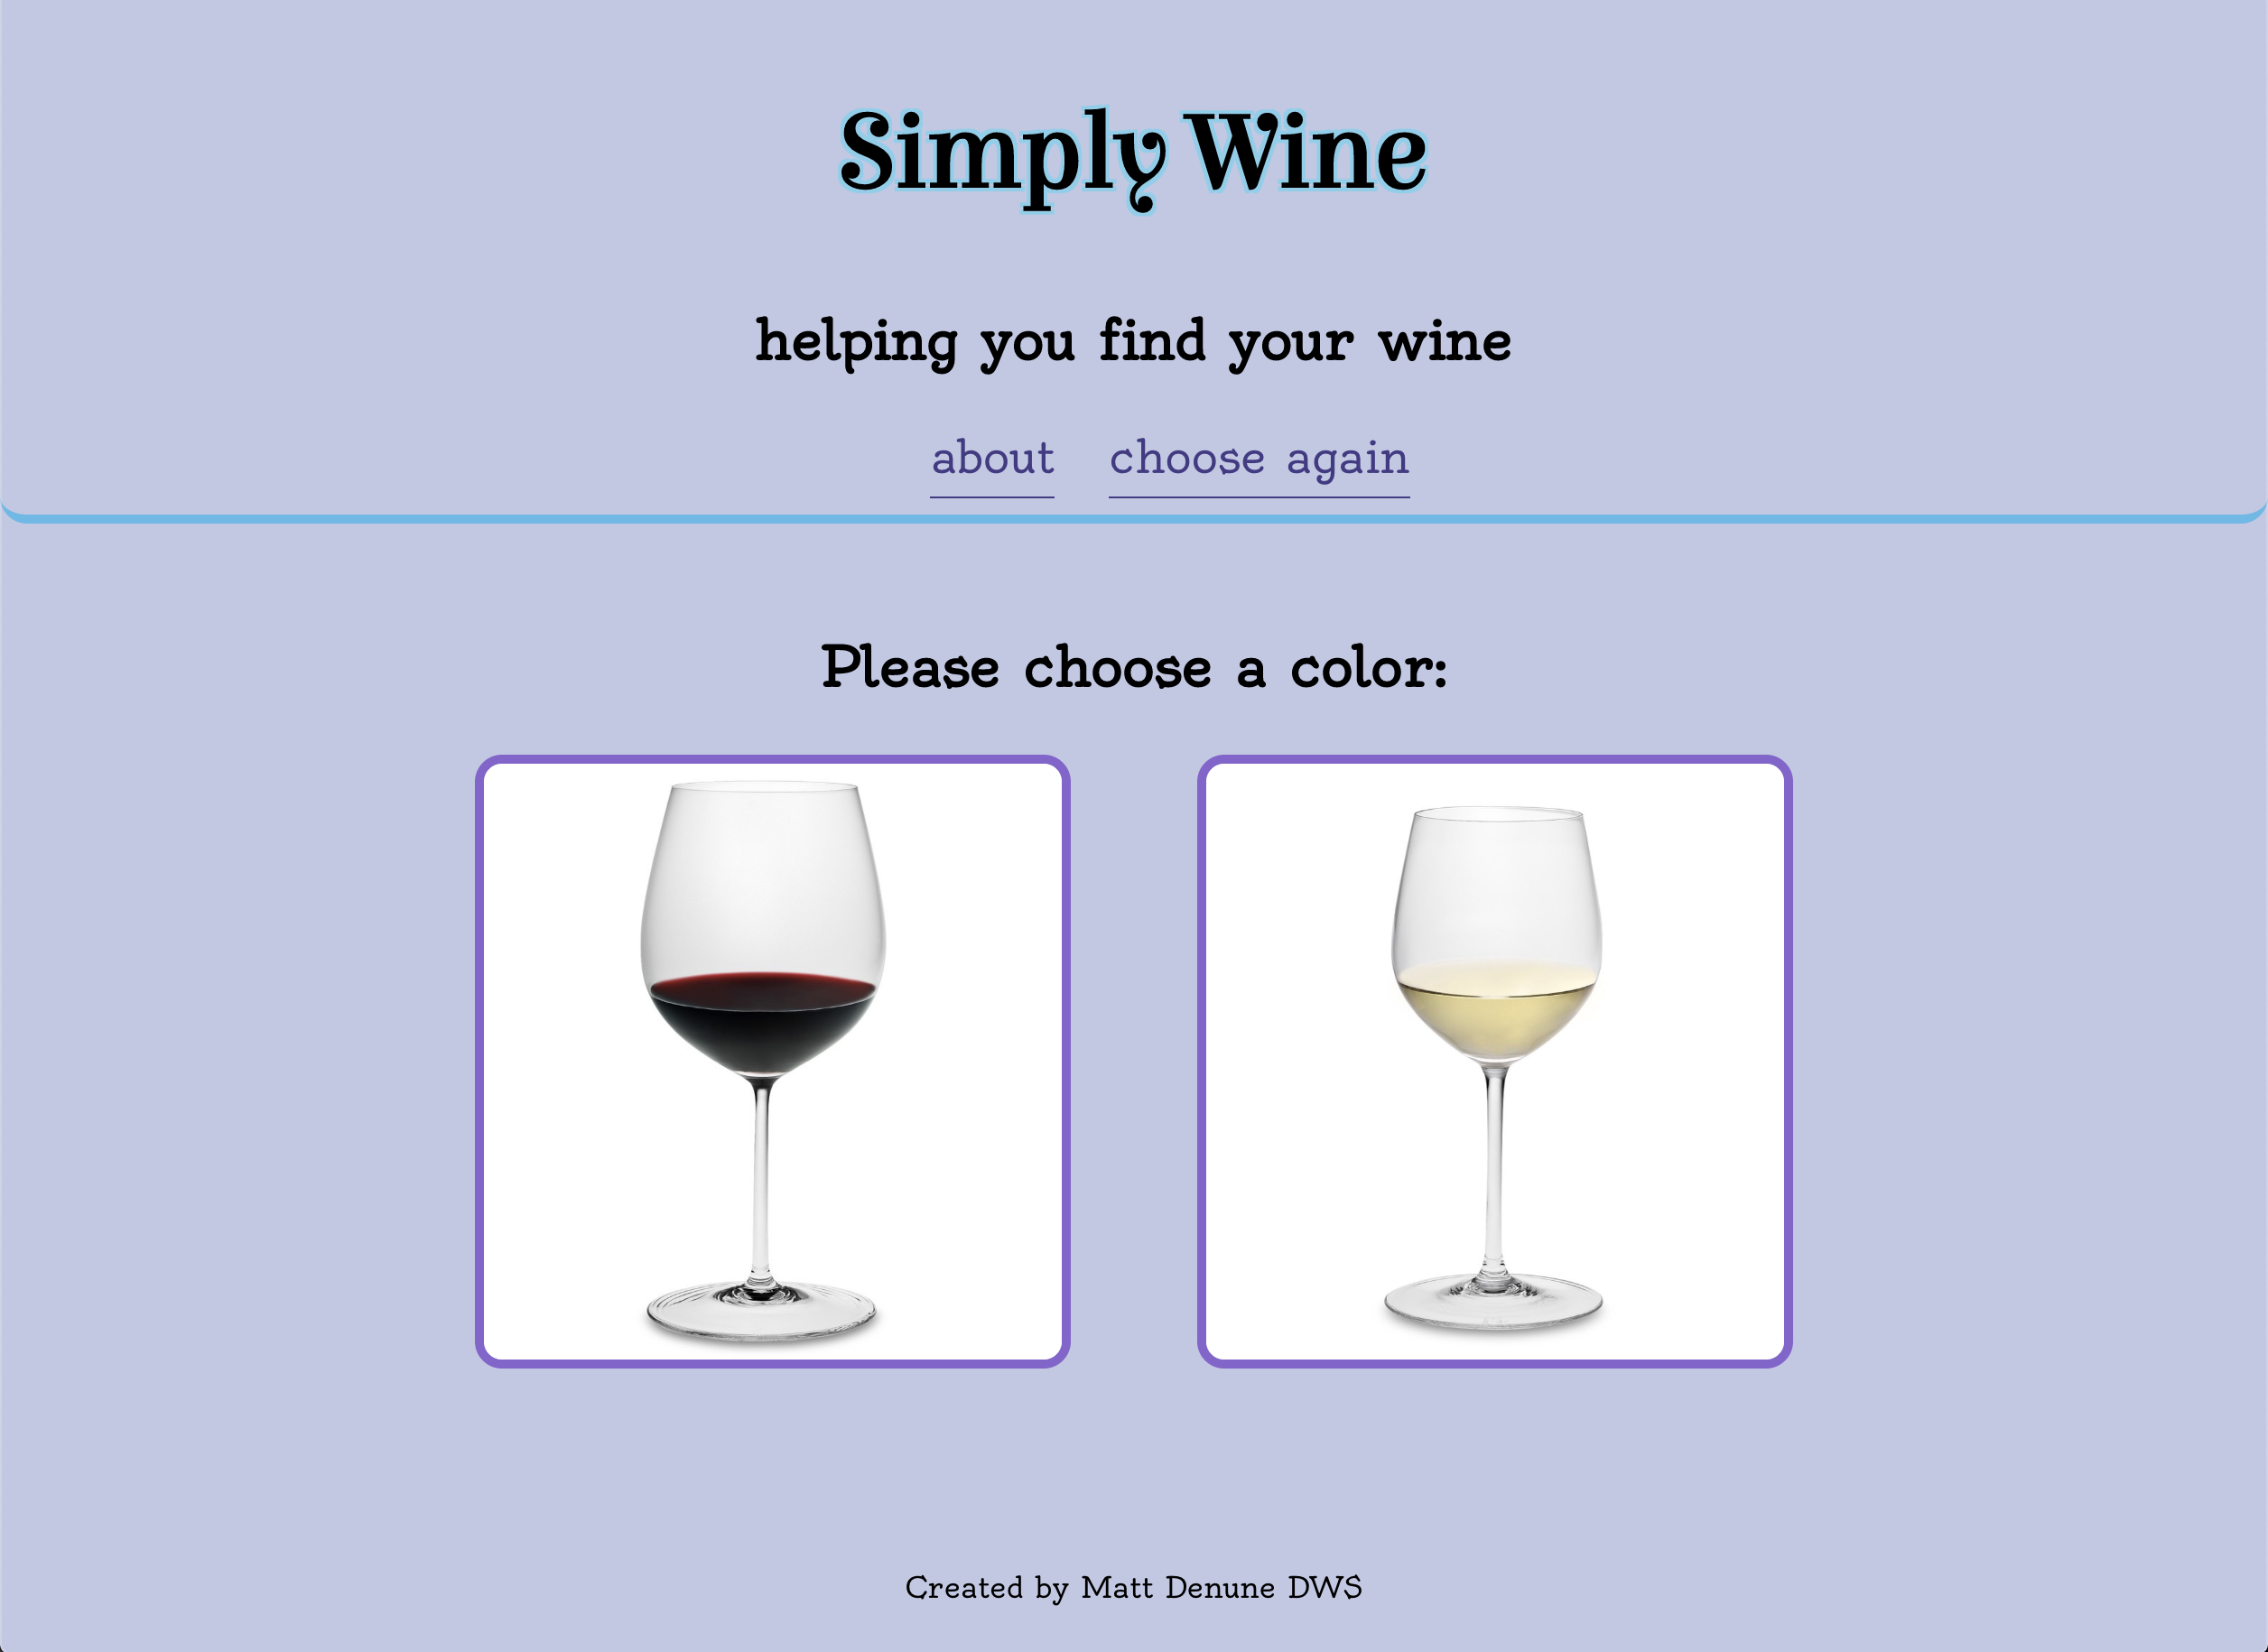 Simply Wine
helping you find your wine
about choose again
Please choose a color:
Created by Matt Denune DWS